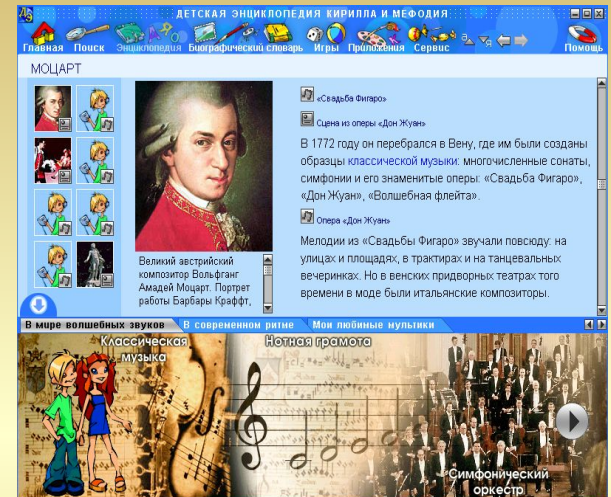 ДЕТСКАЯ ЭНЦИКЛОПЕДИЯ КИРИЛЛА И МЕФОДИЯ
Главная Поиск Энциклопедия Биографический словарь Игры Приложения Сервис Помощь
МОЦАРТ
«Свадьба Фигаро»
Сцена из оперы «Дон Жуан»
В 1772 году он перебрался в Вену, где им были созданы
образцы классической музыки: многочисленные сонаты,
симфонии и его знаменитые оперы: «Свадьба Фигаро»,
«Дон Жуан», «Волшебная флейта».
Опера «Дон Жуан»
Мелодии из «Свадьбы Фигаро» звучали повсюду: на
улицах и площадях, в трактирах и на танцевальных
вечеринках. Но в венских придворных театрах того
времени в моде были итальянские композиторы.
Великий австрийский
композитор Вольфганг
Амадей Моцарт. Портрет
работы Барбары Краффт,
В мире волшебных звуков В современном ритме Мои любимые мультики
Классическая
музыка
Нотная грамота
Симфонический
оркестр